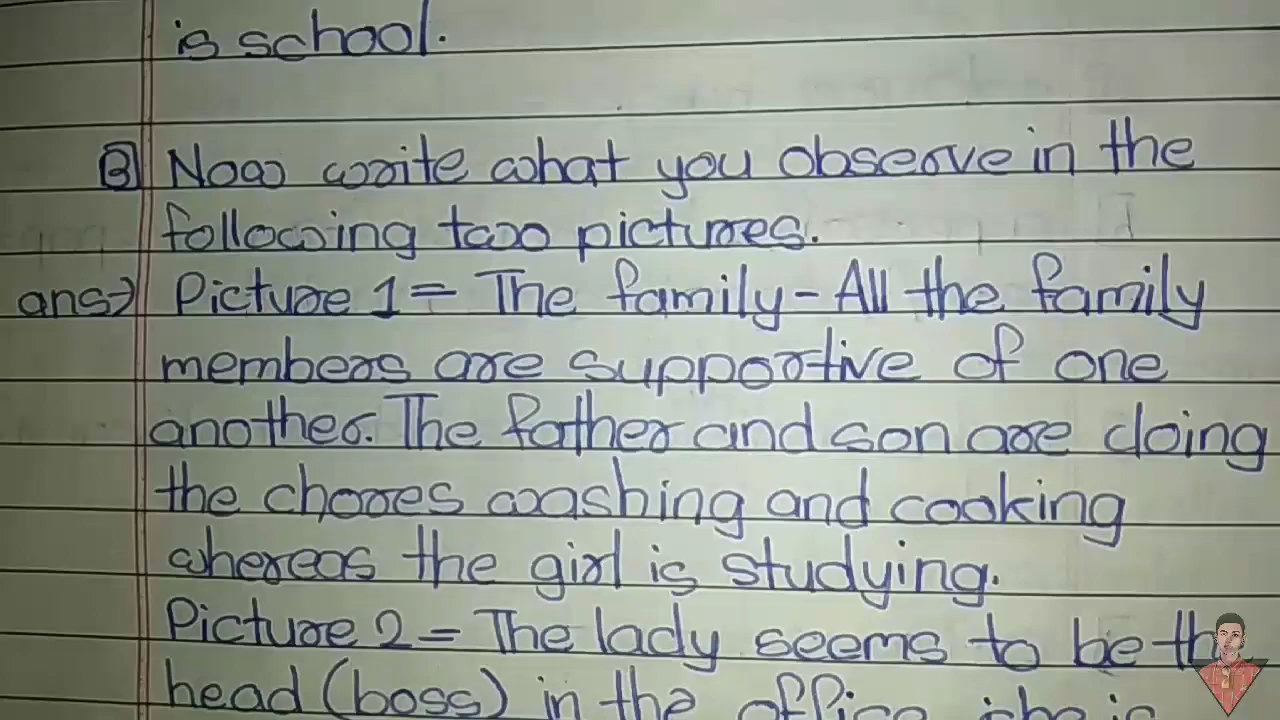 is school.
B Now write what you observe in the
following two pictures.
ans→ Picture 1 = The family - All the family
members are supportive of one
another. The father and son are doing
the chores washing and cooking
whereas the girl is studying.
Picture 2 = The lady seems to be the
head (boss) in the office